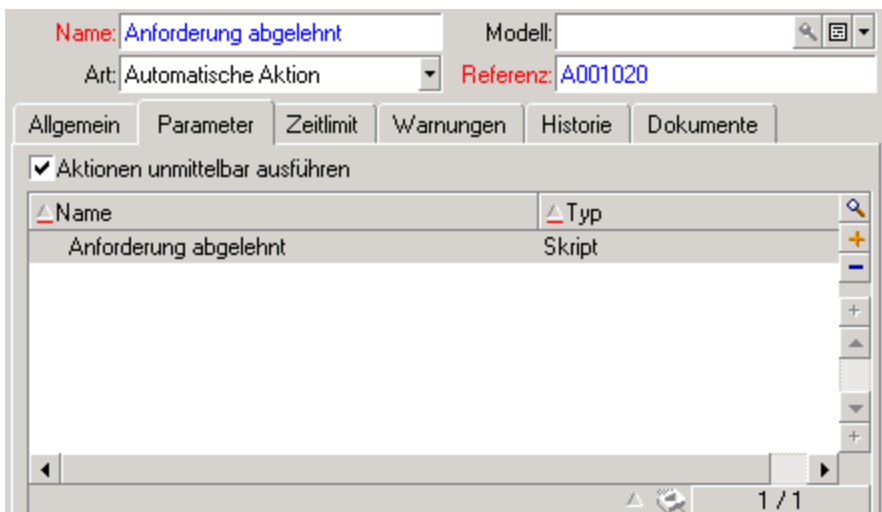 Name: Anforderung abgelehnt Modell:
Art: Automatische Aktion Referenz: A001020
Allgemein Parameter Zeitlimit Warnungen Historie Dokumente
Aktionen unmittelbar ausführen
Name Typ
Anforderung abgelehnt Skript
1 / 1